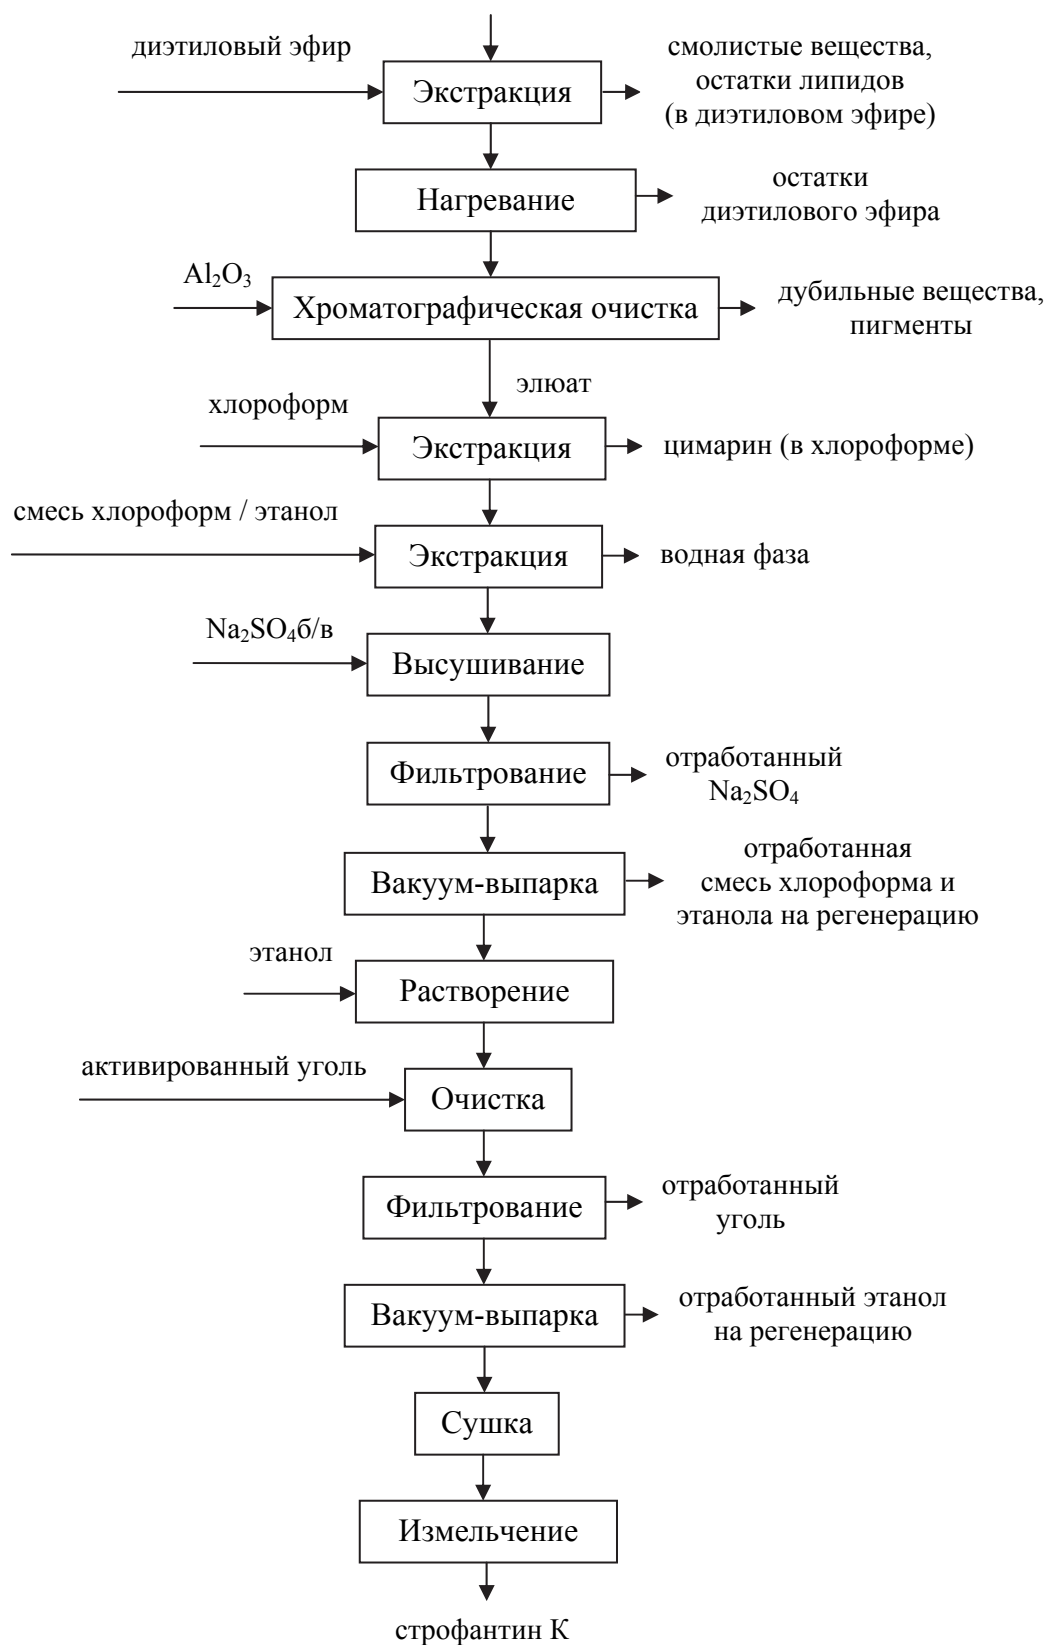 диэтиловый эфир
смолистые вещества,
остатки липидов
(в диэтиловом эфире)
Экстракция
остатки
диэтилового эфира
Нагревание
Al₂O₃
Хроматографическая очистка
дубильные вещества,
пигменты
элюат
хлороформ
Экстракция
цимарин (в хлороформе)
смесь хлороформ / этанол
Экстракция
водная фаза
Na₂SO₄б/в
Высушивание
Фильтрование
отработанный
Na₂SO₄
Вакуум-выпарка
отработанная
смесь хлороформа и
этанола на регенерацию
этанол
Растворение
активированный уголь
Очистка
Фильтрование
отработанный
уголь
Вакуум-выпарка
отработанный этанол
на регенерацию
Сушка
Измельчение
строфантин К